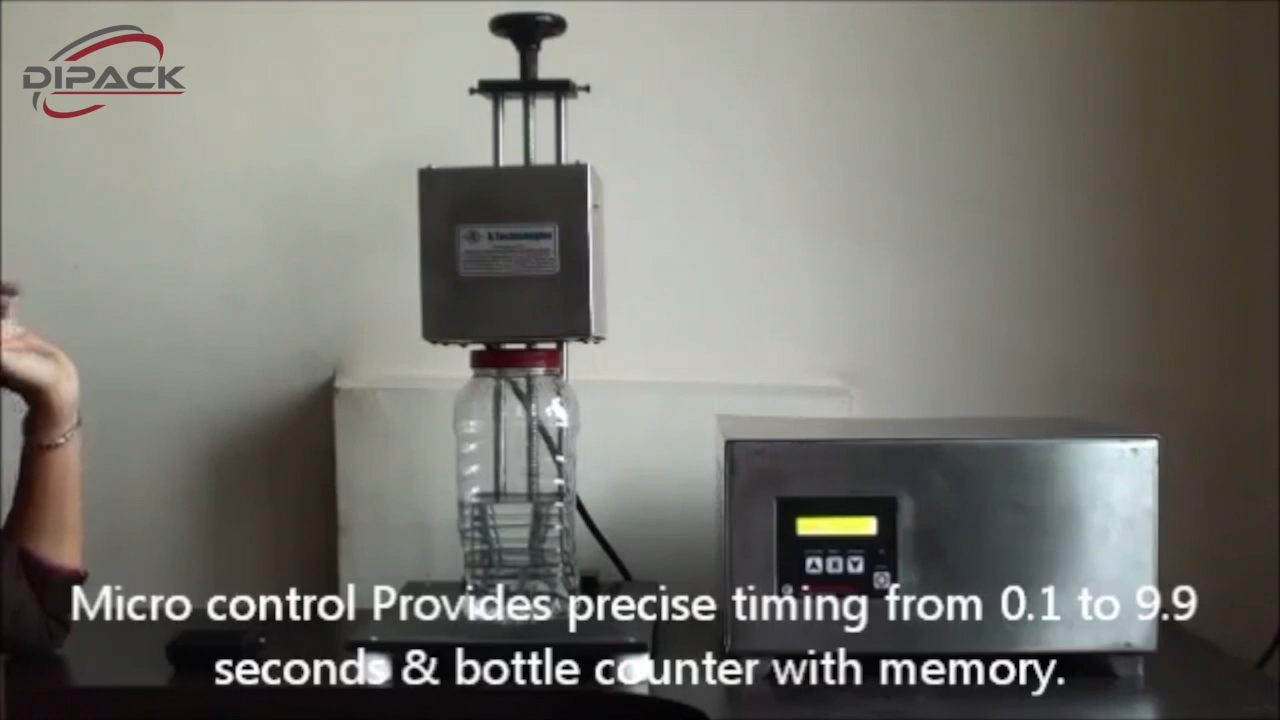 DIPACK
Micro control Provides precise timing from 0.1 to 9.9
seconds & bottle counter with memory.